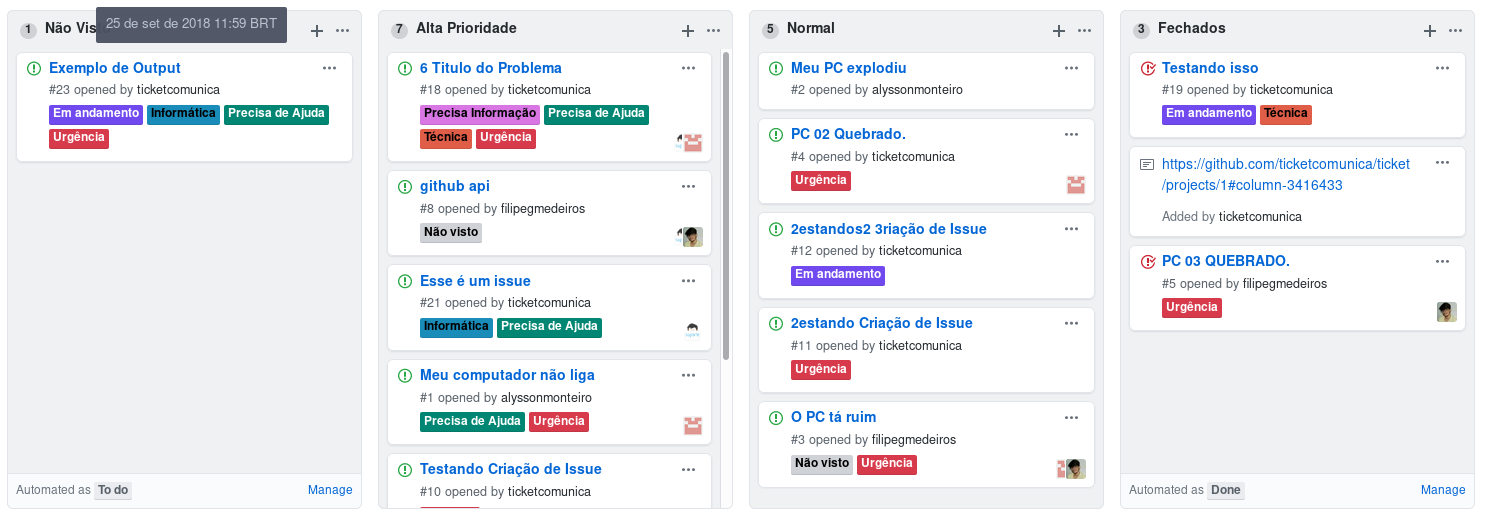 25 de set de 2018 11:59 BRT
1 Não
Exemplo de Output
#23 opened by ticketcomunica
Em andamento Informática Precisa de Ajuda
Urgência
Automated as To do Manage
7 Alta Prioridade
6 Titulo do Problema
#18 opened by ticketcomunica
Precisa Informação Precisa de Ajuda
Técnica Urgência
github api
#8 opened by filipegmedeiros
Não visto
Esse é um issue
#21 opened by ticketcomunica
Informática Precisa de Ajuda
Meu computador não liga
#1 opened by alyssonmonteiro
Precisa de Ajuda Urgência
Testando Criação de Issue
#10 opened by ticketcomunica
5 Normal
Meu PC explodiu
#2 opened by alyssonmonteiro
PC 02 Quebrado.
#4 opened by ticketcomunica
Urgência
2estandos2 3riação de Issue
#12 opened by ticketcomunica
Em andamento
2estando Criação de Issue
#11 opened by ticketcomunica
Urgência
O PC tá ruim
#3 opened by filipegmedeiros
Não visto Urgência
3 Fechados
Testando isso
#19 opened by ticketcomunica
Em andamento Técnica
https://github.com/ticketcomunica/ticket
/projects/1#column-3416433
Added by ticketcomunica
PC 03 QUEBRADO.
#5 opened by filipegmedeiros
Urgência
Automated as Done Manage